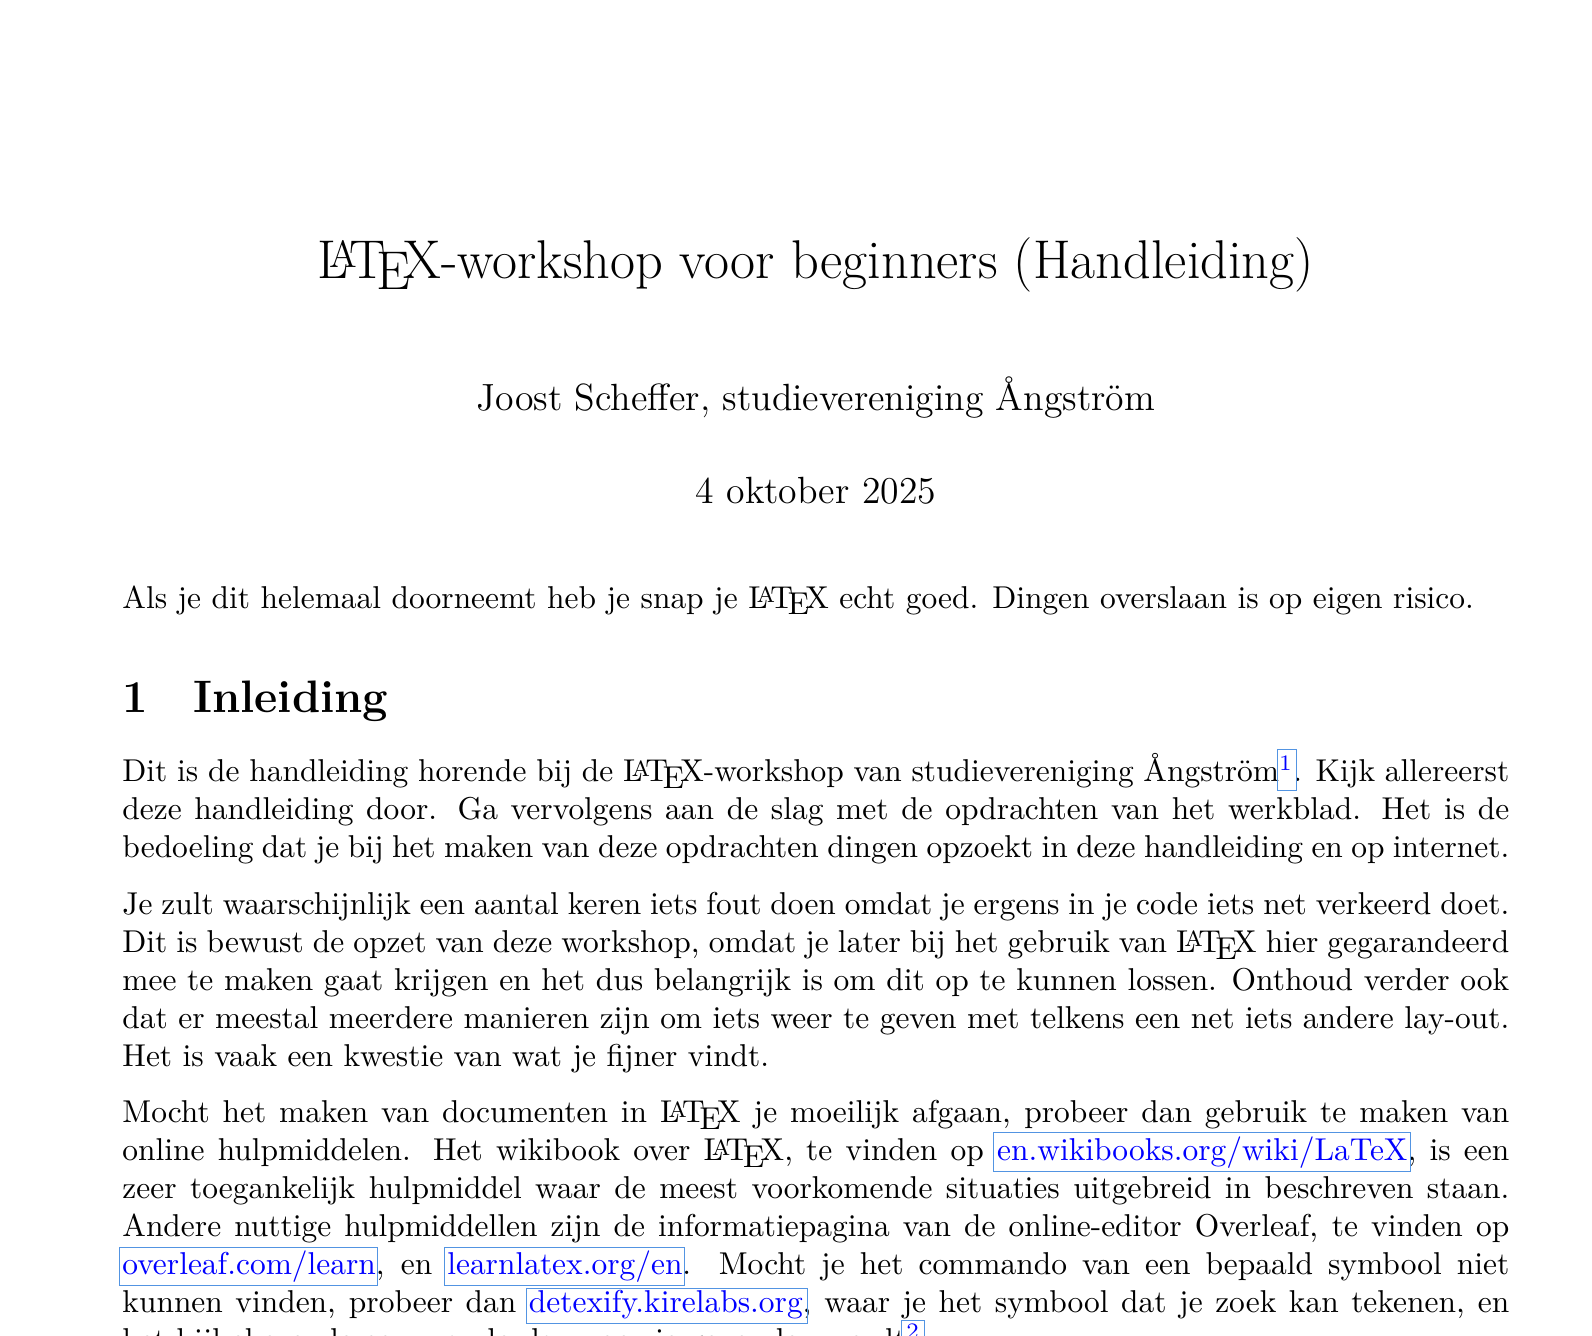 LATEX-workshop voor beginners (Handleiding)
Joost Scheffer, studievereniging Ångström
4 oktober 2025
Als je dit helemaal doorneemt heb je snap je LATEX echt goed. Dingen overslaan is op eigen risico.
1 Inleiding
Dit is de handleiding horende bij de LATEX-workshop van studievereniging Ångström1. Kijk allereerst
deze handleiding door. Ga vervolgens aan de slag met de opdrachten van het werkblad. Het is de
bedoeling dat je bij het maken van deze opdrachten dingen opzoekt in deze handleiding en op internet.
Je zult waarschijnlijk een aantal keren iets fout doen omdat je ergens in je code iets net verkeerd doet.
Dit is bewust de opzet van deze workshop, omdat je later bij het gebruik van LATEX hier gegarandeerd
mee te maken gaat krijgen en het dus belangrijk is om dit op te kunnen lossen. Onthoud verder ook
dat er meestal meerdere manieren zijn om iets weer te geven met telkens een net iets andere lay-out.
Het is vaak een kwestie van wat je fijner vindt.
Mocht het maken van documenten in LATEX je moeilijk afgaan, probeer dan gebruik te maken van
online hulpmiddelen. Het wikibook over LATEX, te vinden op en.wikibooks.org/wiki/LaTeX, is een
zeer toegankelijk hulpmiddel waar de meest voorkomende situaties uitgebreid in beschreven staan.
Andere nuttige hulpmiddellen zijn de informatiepagina van de online-editor Overleaf, te vinden op
overleaf.com/learn, en learnlatex.org/en. Mocht je het commando van een bepaald symbool niet
kunnen vinden, probeer dan detexify.kirelabs.org, waar je het symbool dat je zoek kan tekenen, en
2